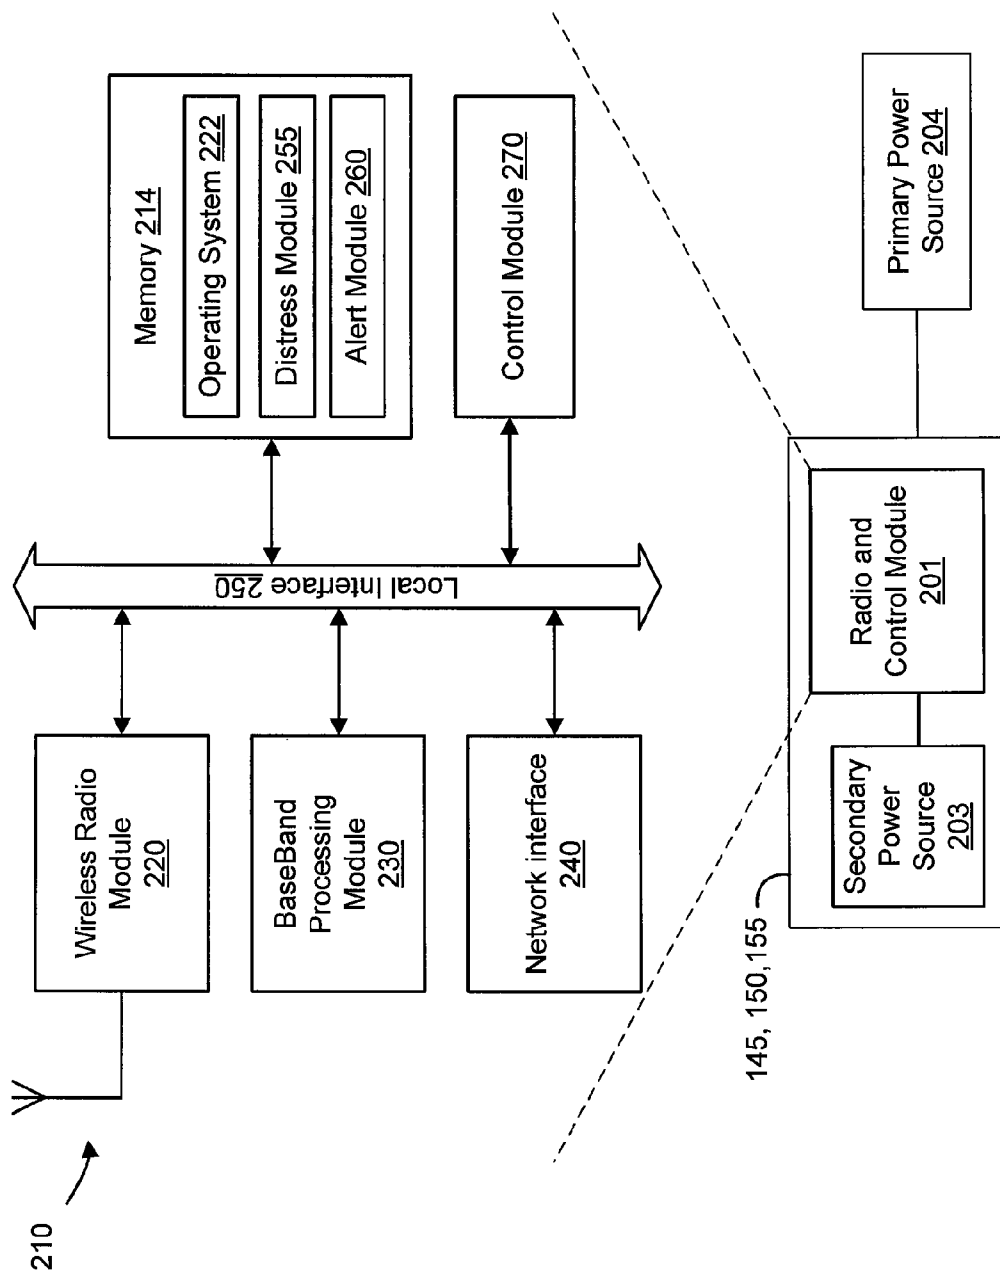 210
Wireless Radio
Module
220
BaseBand
Processing
Module
230
Network interface
240
Local Interface 250
Memory 214
Operating System 222
Distress Module 255
Alert Module 260
Control Module 270
145, 150,155
Secondary
Power
Source
203
Radio and
Control Module
201
Primary Power
Source 204